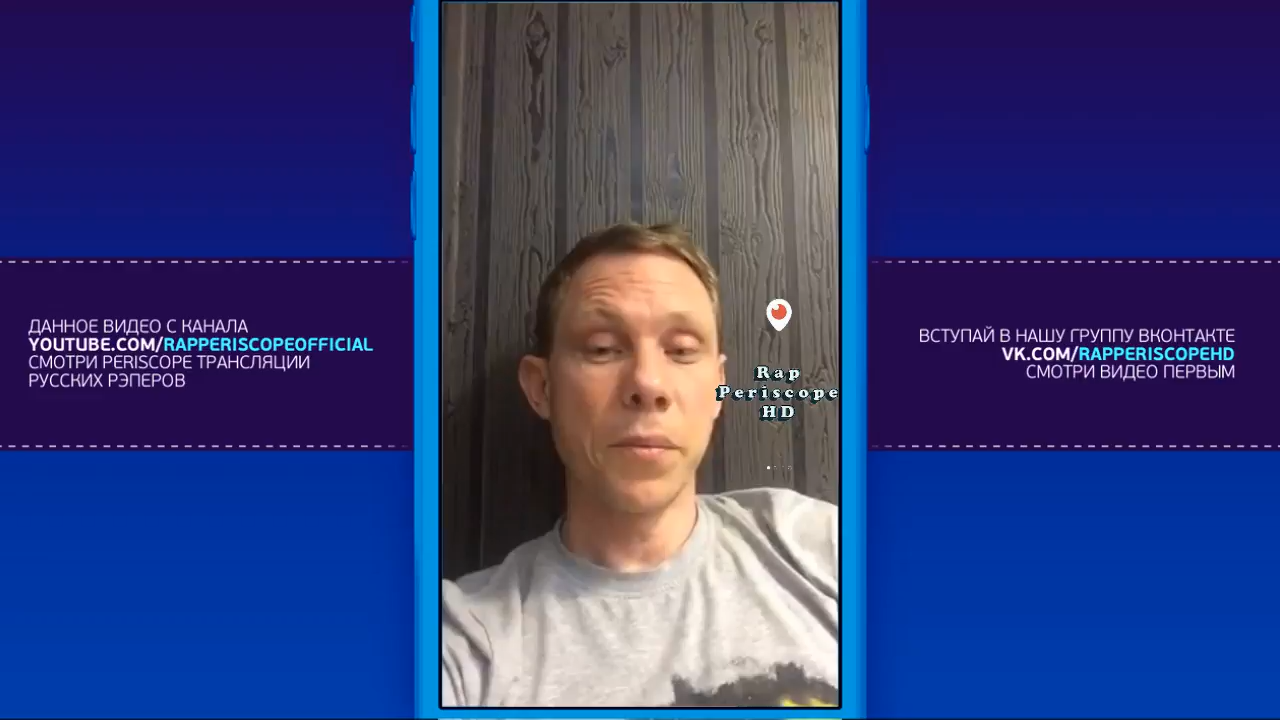 ДАННОЕ ВИДЕО С КАНАЛА
YOUTUBE.COM/RAPPERISCOPEOFFICIAL
СМОТРИ PERISCOPE ТРАНСЛЯЦИИ
РУССКИХ РЭПЕРОВ
Rap
Periscope
HD
ВСТУПАЙ В НАШУ ГРУППУ ВКОНТАКТЕ
VK.COM/RAPPERISCOPEHD
СМОТРИ ВИДЕО ПЕРВЫМ